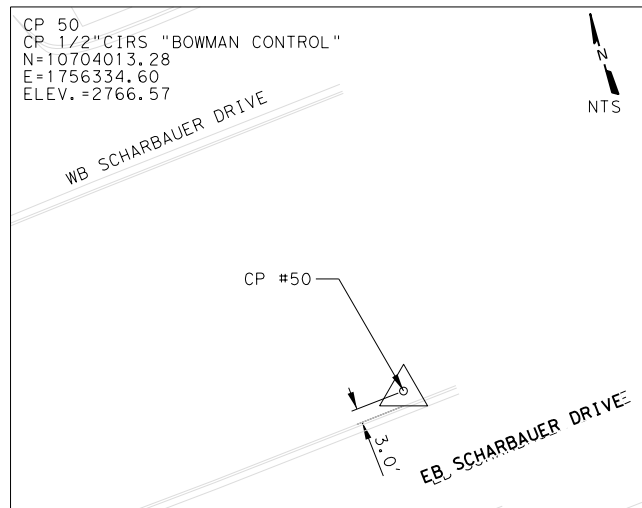 CP 50
CP 1/2"CIRS "BOWMAN CONTROL"
N=10704013.28
E=1756334.60
ELEV.=2766.57
N
NTS
WB SCHARBAUER DRIVE
CP #50
3.0'
EB SCHARBAUER DRIVE